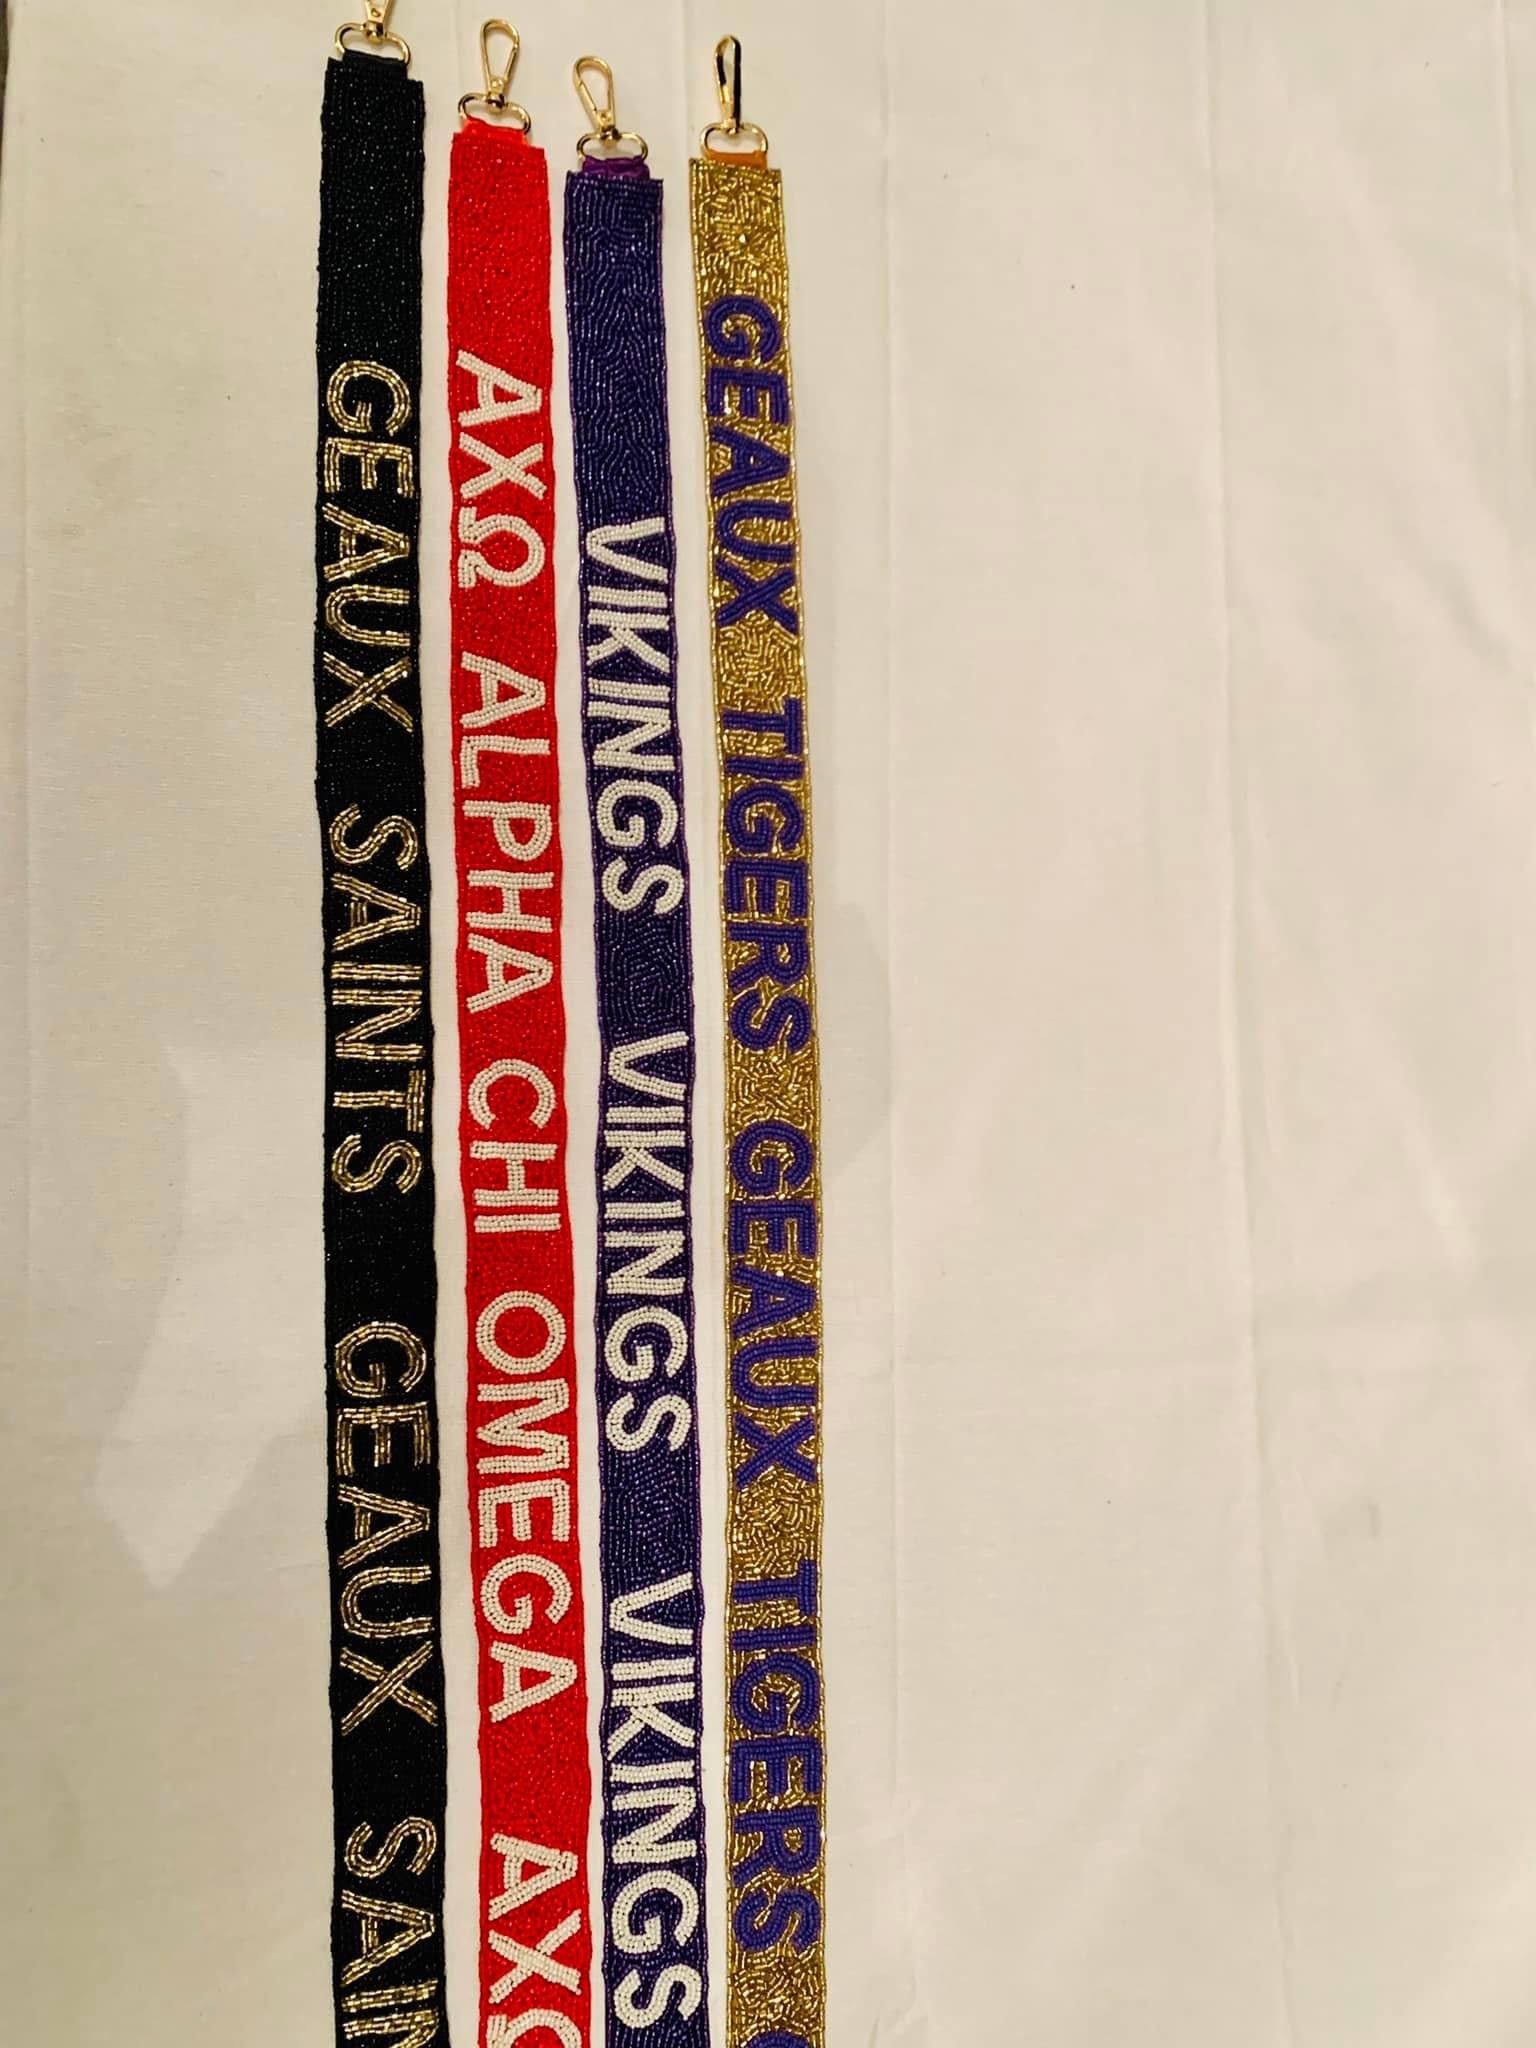 GEAUX SAINTS GEAUX
ΑΧΩ ALPHA CHI OMEGA
VIKINGS VIKINGS VIKINGS
GEAUX TIGERS GEAUX TIGERS